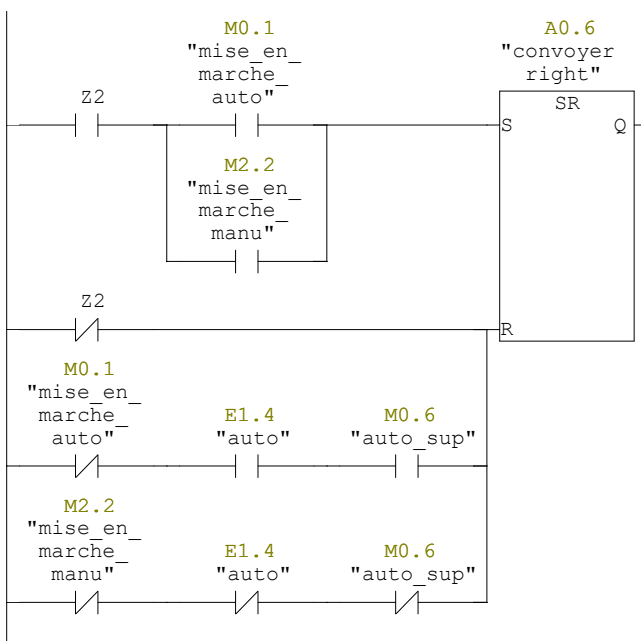 M0.1
"mise_en_
marche_
auto"
A0.6
"convoyer
right"
Z2
SR
S
Q
M2.2
"mise_en_
marche_
manu"
Z2
R
M0.1
"mise_en_
marche_
auto"
E1.4
"auto"
M0.6
"auto_sup"
M2.2
"mise_en_
marche_
manu"
E1.4
"auto"
M0.6
"auto_sup"